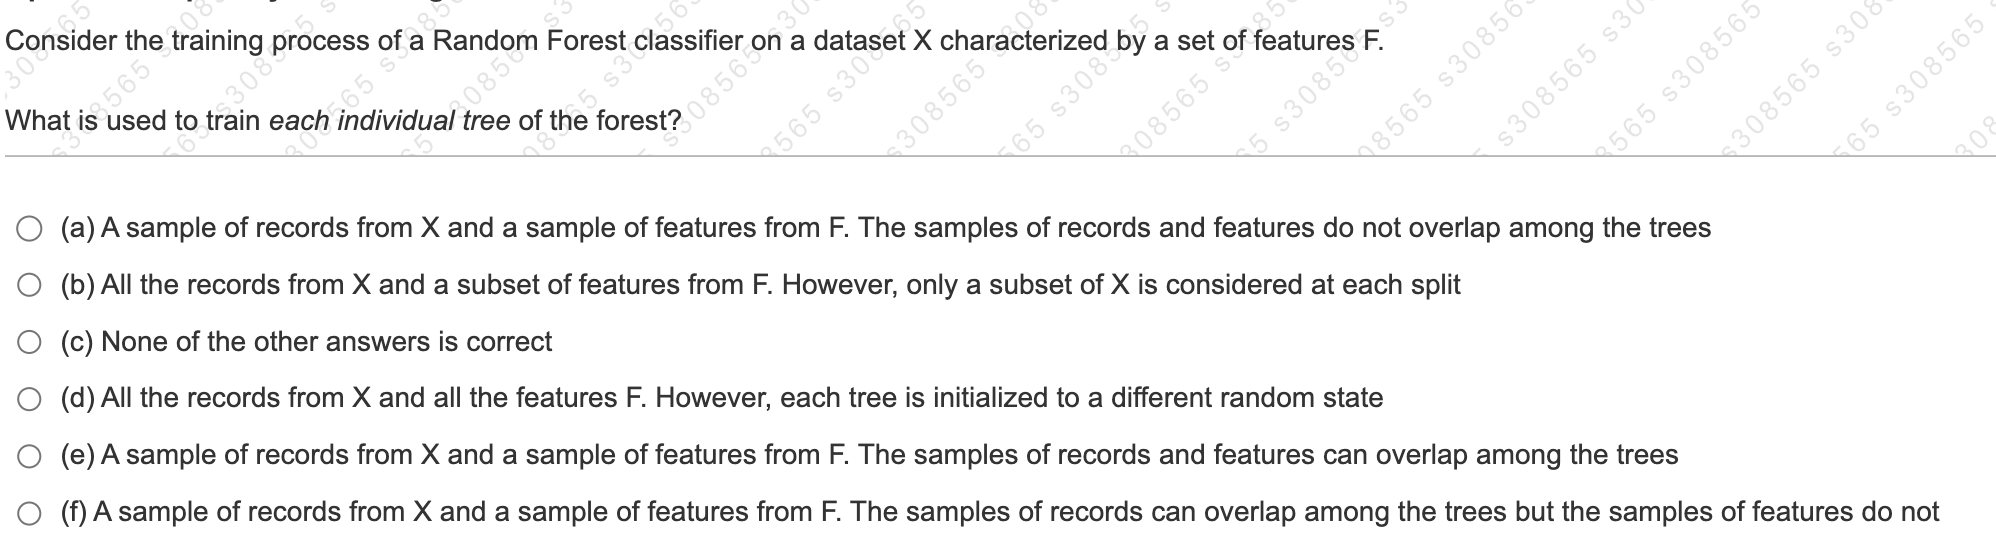 Consider the training process of a Random Forest classifier on a dataset X characterized by a set of features F.
What is used to train each individual tree of the forest?
(a) A sample of records from X and a sample of features from F. The samples of records and features do not overlap among the trees
(b) All the records from X and a subset of features from F. However, only a subset of X is considered at each split
(c) None of the other answers is correct
(d) All the records from X and all the features F. However, each tree is initialized to a different random state
(e) A sample of records from X and a sample of features from F. The samples of records and features can overlap among the trees
(f) A sample of records from X and a sample of features from F. The samples of records can overlap among the trees but the samples of features do not